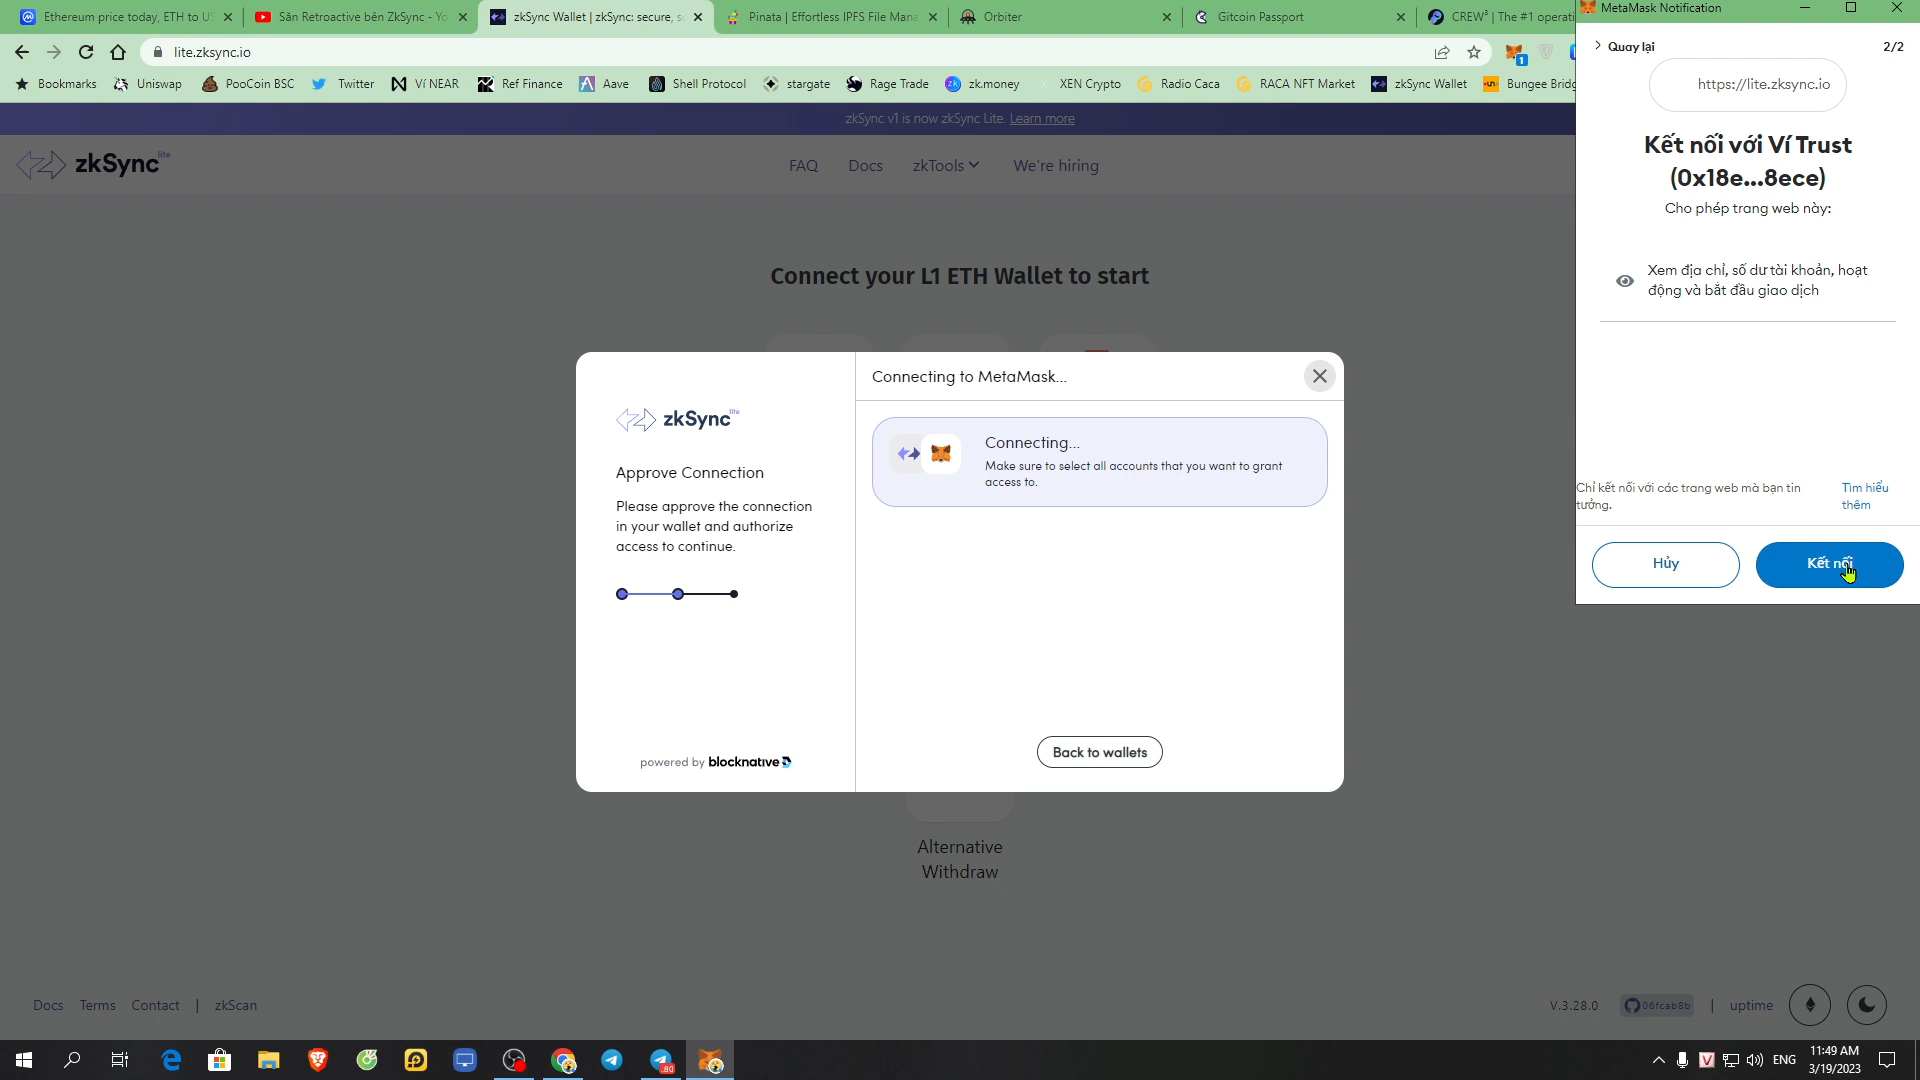 Ethereum price today, ETH to US
Săn Retroactive bên ZkSync - Yo
zkSync Wallet | zkSync: secure, s
Pinata | Effortless IPFS File Mana
Orbiter
Gitcoin Passport
CREW³ | The #1 operati
MetaMask Notification
lite.zksync.io
1
Bookmarks
Uniswap
PooCoin BSC
Twitter
Ví NEAR
Ref Finance
Aave
Shell Protocol
stargate
Rage Trade
zk.money
XEN Crypto
Radio Caca
RACA NFT Market
zkSync Wallet
Bungee Bridg
zkSync v1 is now zkSync Lite. Learn more
zkSync lite
FAQ
Docs
zkTools
We're hiring
Connect your L1 ETH Wallet to start
zkSync lite
Approve Connection
Please approve the connection
in your wallet and authorize
access to continue.
powered by blocknative
Connecting to MetaMask...
Connecting...
Make sure to select all accounts that you want to grant
access to.
Back to wallets
Alternative
Withdraw
Quay lại
2/2
https://lite.zksync.io
Kết nối với Ví Trust
(0x18e...8ece)
Cho phép trang web này:
Xem địa chỉ, số dư tài khoản, hoạt
động và bắt đầu giao dịch
Chỉ kết nối với các trang web mà bạn tin
tưởng.
Tìm hiểu
thêm
Hủy
Kết nối
Docs
Terms
Contact
|
zkScan
V.3.28.0
06fcab8b
|
uptime
80
ENG
11:49 AM
3/19/2023